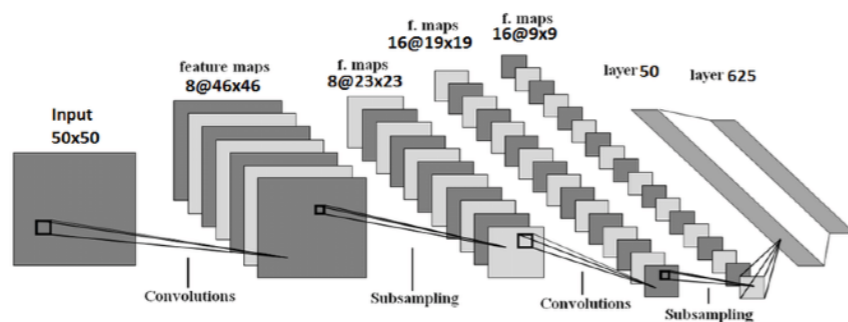 Input
50x50
feature maps
8@46x46
f. maps
8@23x23
f. maps
16@19x19
f. maps
16@9x9
layer 50
layer 625
Convolutions
Subsampling
Convolutions
Subsampling